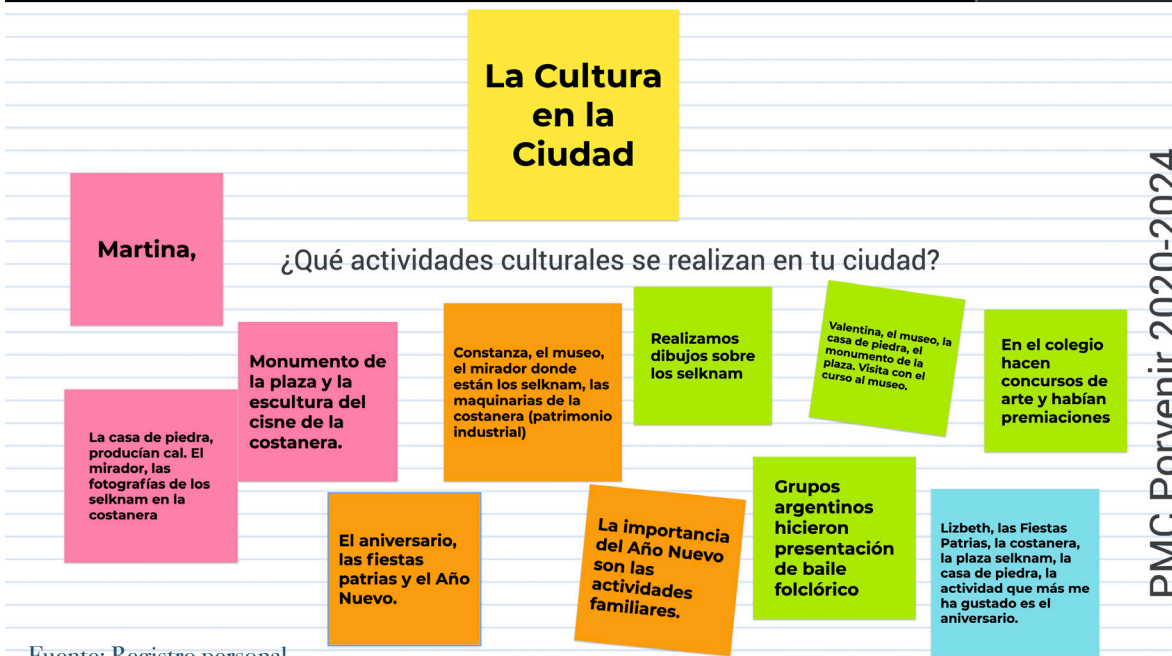 La Cultura
en la
Ciudad
Martina,
¿Qué actividades culturales se realizan en tu ciudad?
Monumento de
la plaza y la
escultura del
cisne de la
costanera.
La casa de piedra,
producían cal. El
mirador, las
fotografías de los
selknam en la
costanera
Constanza, el museo,
el mirador donde
están los selknam, las
maquinarias de la
costanera (patrimonio
industrial)
Realizamos
dibujos sobre
los selknam
Valentina, el museo, la
casa de piedra, el
monumento de la
plaza. Visita con el
curso al museo.
En el colegio
hacen
concursos de
arte y habían
premiaciones
El aniversario,
las fiestas
patrias y el Año
Nuevo.
La importancia
del Año Nuevo
son las
actividades
familiares.
Grupos
argentinos
hicieron
presentación
de baile
folclórico
Lizbeth, las Fiestas
Patrias, la costanera,
la plaza selknam, la
casa de piedra, la
actividad que más me
ha gustado es el
aniversario.
PMC Porvenir 2020-2024
Fuente: Registro personal